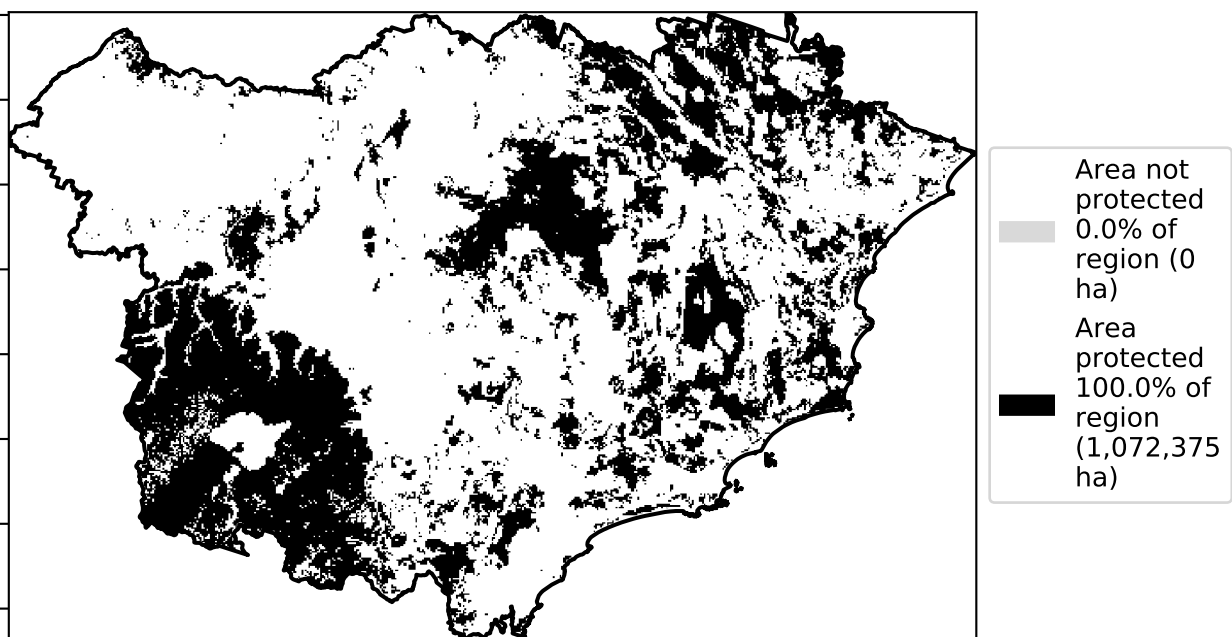 Area not
protected
0.0% of
region (0
ha)
Area
protected
100.0% of
region
(1,072,375
ha)